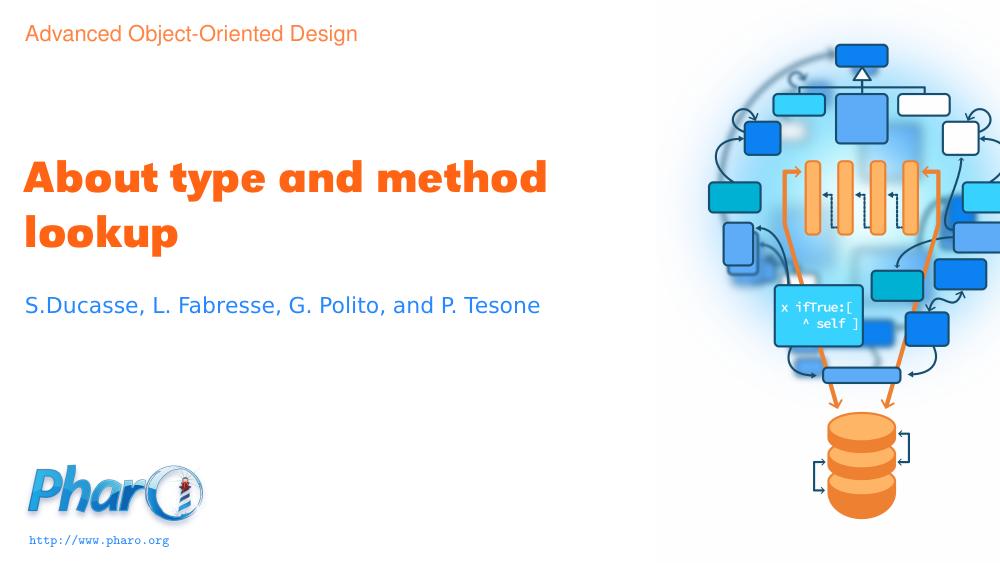 Advanced Object-Oriented Design
About type and method
lookup
S.Ducasse, L. Fabresse, G. Polito, and P. Tesone
x ifTrue:[
^ self ]
Pharo
http://www.pharo.org